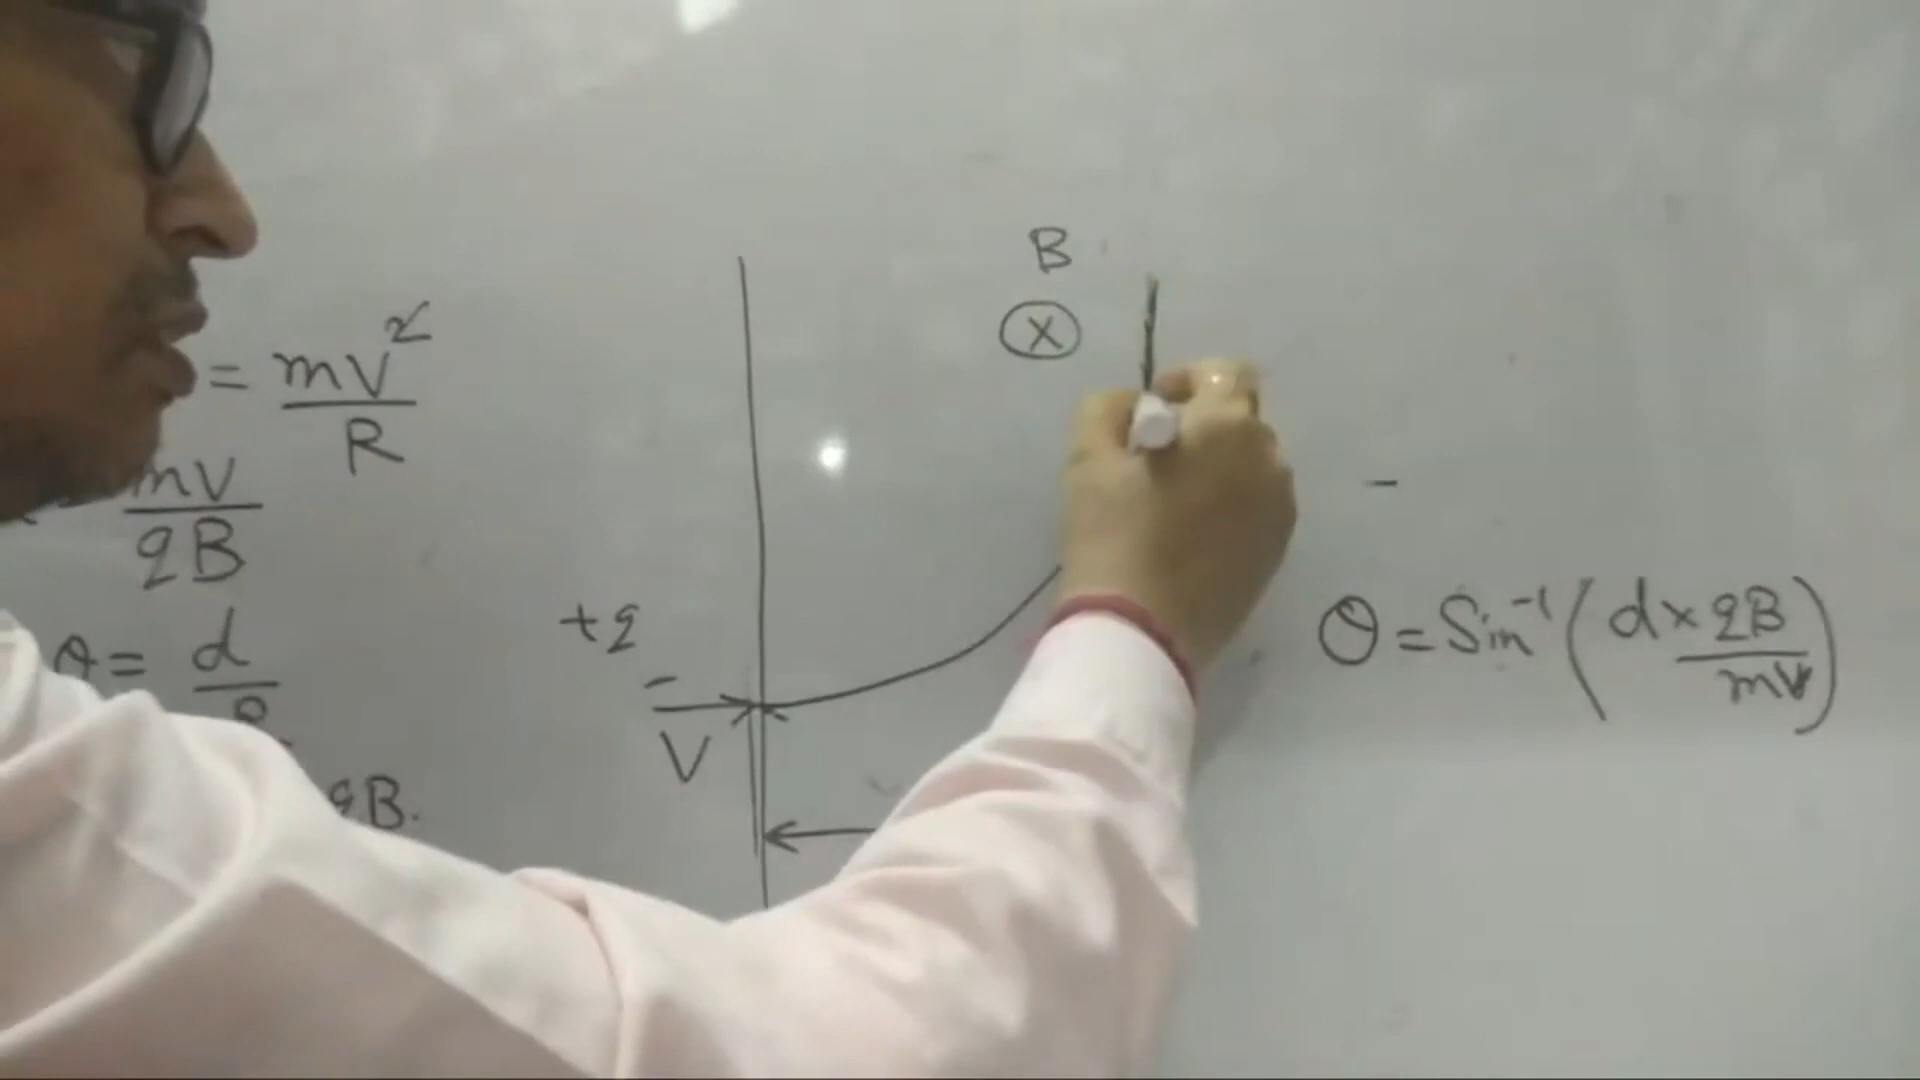 = mv²
R
mv
qB
θ = d
qB.
B
X
+q
V
θ = Sin⁻¹ ( d x qB )
mv